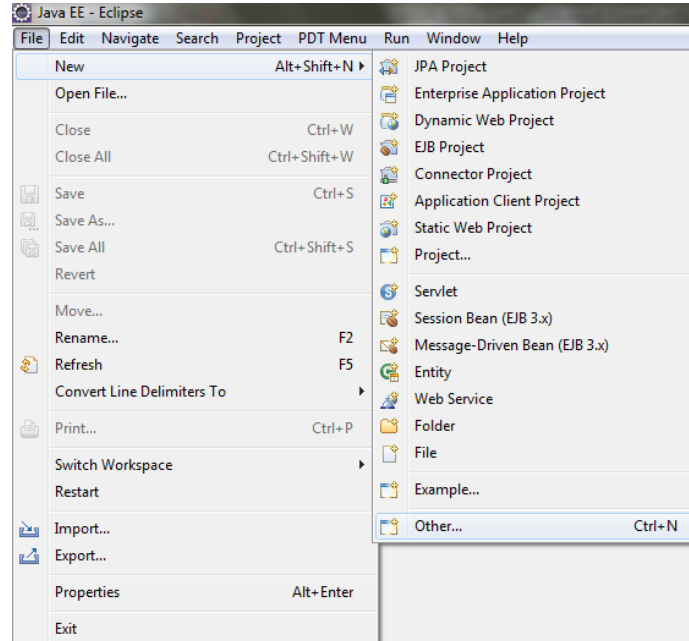 Java EE - Eclipse
File Edit Navigate Search Project PDT Menu Run Window Help
New Alt+Shift+N
Open File...
Close Ctrl+W
Close All Ctrl+Shift+W
Save Ctrl+S
Save As...
Save All Ctrl+Shift+S
Revert
Move...
Rename... F2
Refresh F5
Convert Line Delimiters To
Print... Ctrl+P
Switch Workspace
Restart
Import...
Export...
Properties Alt+Enter
Exit
JPA Project
Enterprise Application Project
Dynamic Web Project
EJB Project
Connector Project
Application Client Project
Static Web Project
Project...
Servlet
Session Bean (EJB 3.x)
Message-Driven Bean (EJB 3.x)
Entity
Web Service
Folder
File
Example...
Other... Ctrl+N